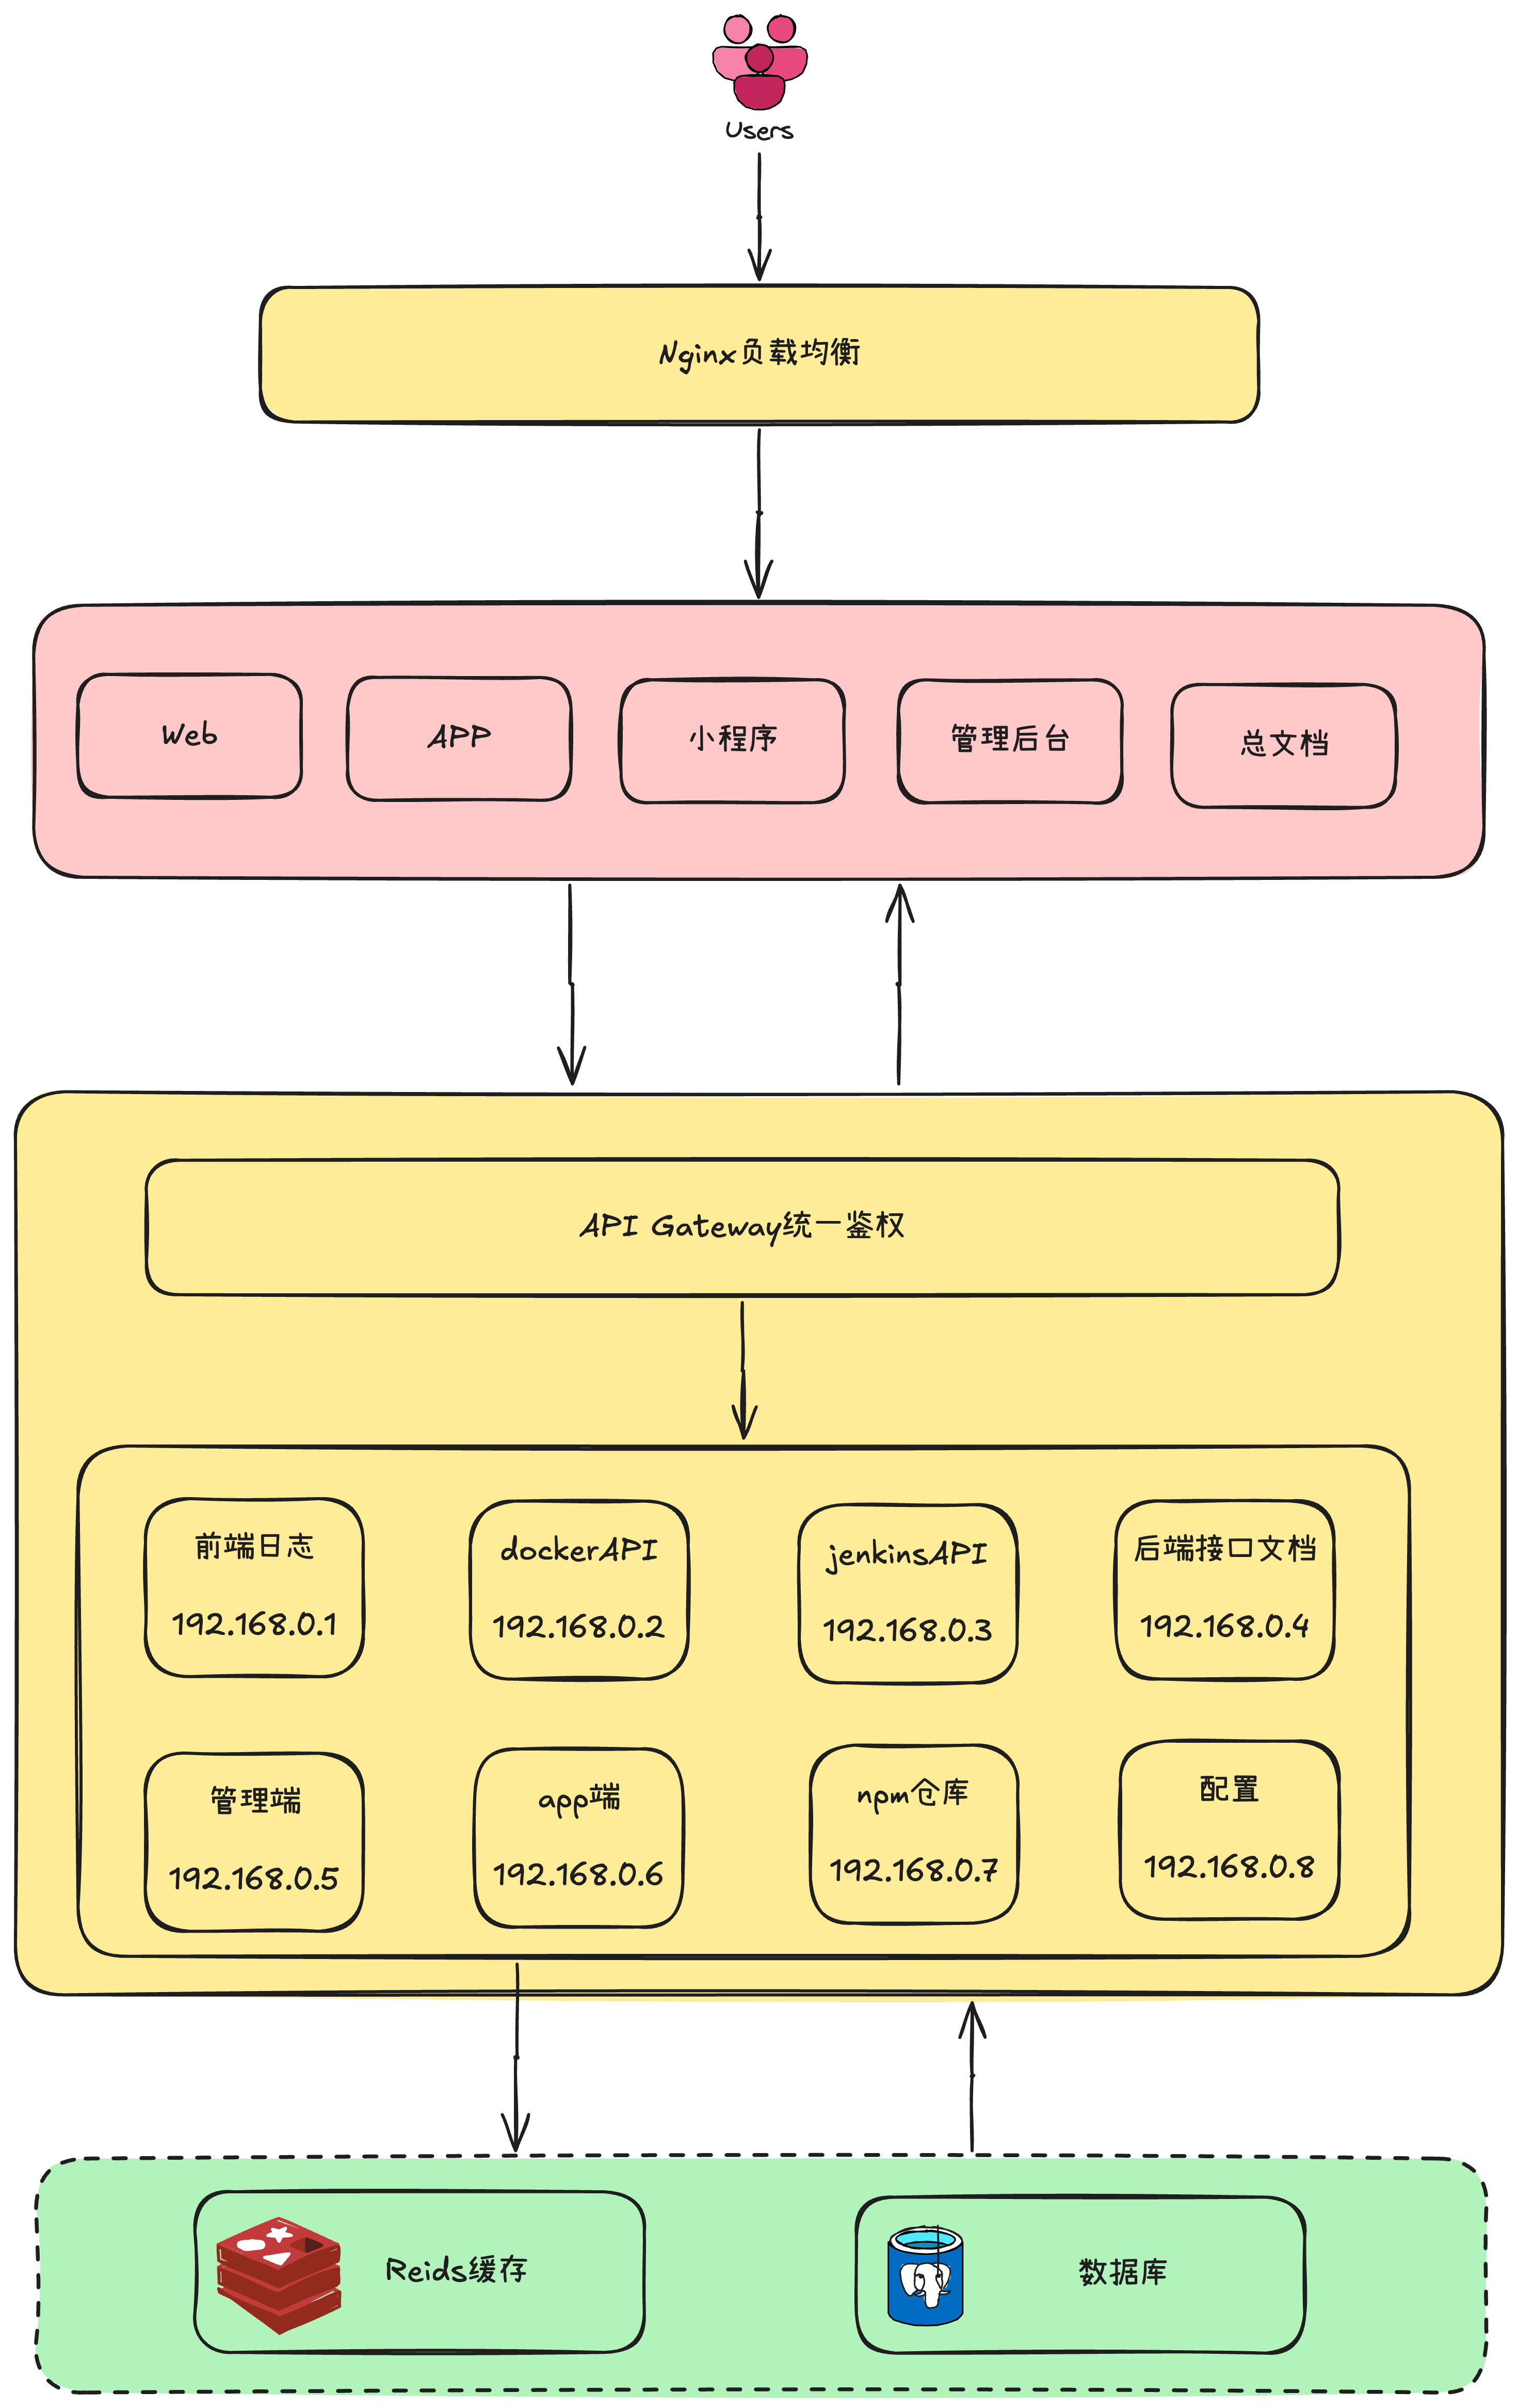 Users
Nginx负载均衡
Web
APP
小程序
管理后台
总文档
API Gateway统一鉴权
前端日志
192.168.0.1
dockerAPI
192.168.0.2
jenkinsAPI
192.168.0.3
后端接口文档
192.168.0.4
管理端
192.168.0.5
app端
192.168.0.6
npm仓库
192.168.0.7
配置
192.168.0.8
Reids缓存
数据库